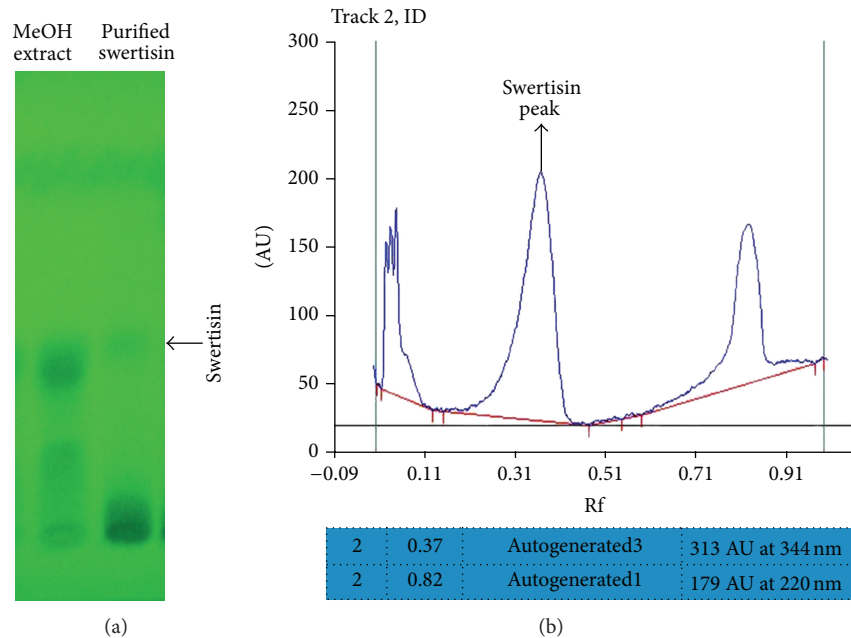 MeOH extract
Purified swertisin
Swertisin
(a)
Track 2, ID
300
250
200
150
100
50
0
(AU)
Swertisin peak
−0.09
0.11
0.31
0.51
0.71
0.91
Rf
2 0.37 Autogenerated3 313 AU at 344 nm
2 0.82 Autogenerated1 179 AU at 220 nm
(b)